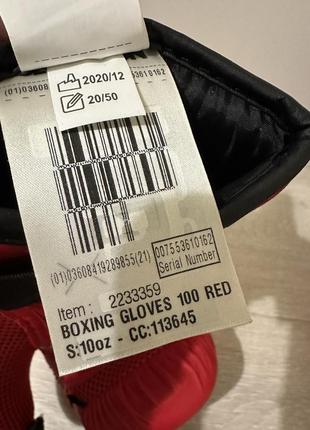 (01)03608
3610162
2020/12
20/50
(01)03608419289855(21)
0075553610162
Serial Number
Item : 2233359
BOXING GLOVES 100 RED
S:10oz - CC:113645